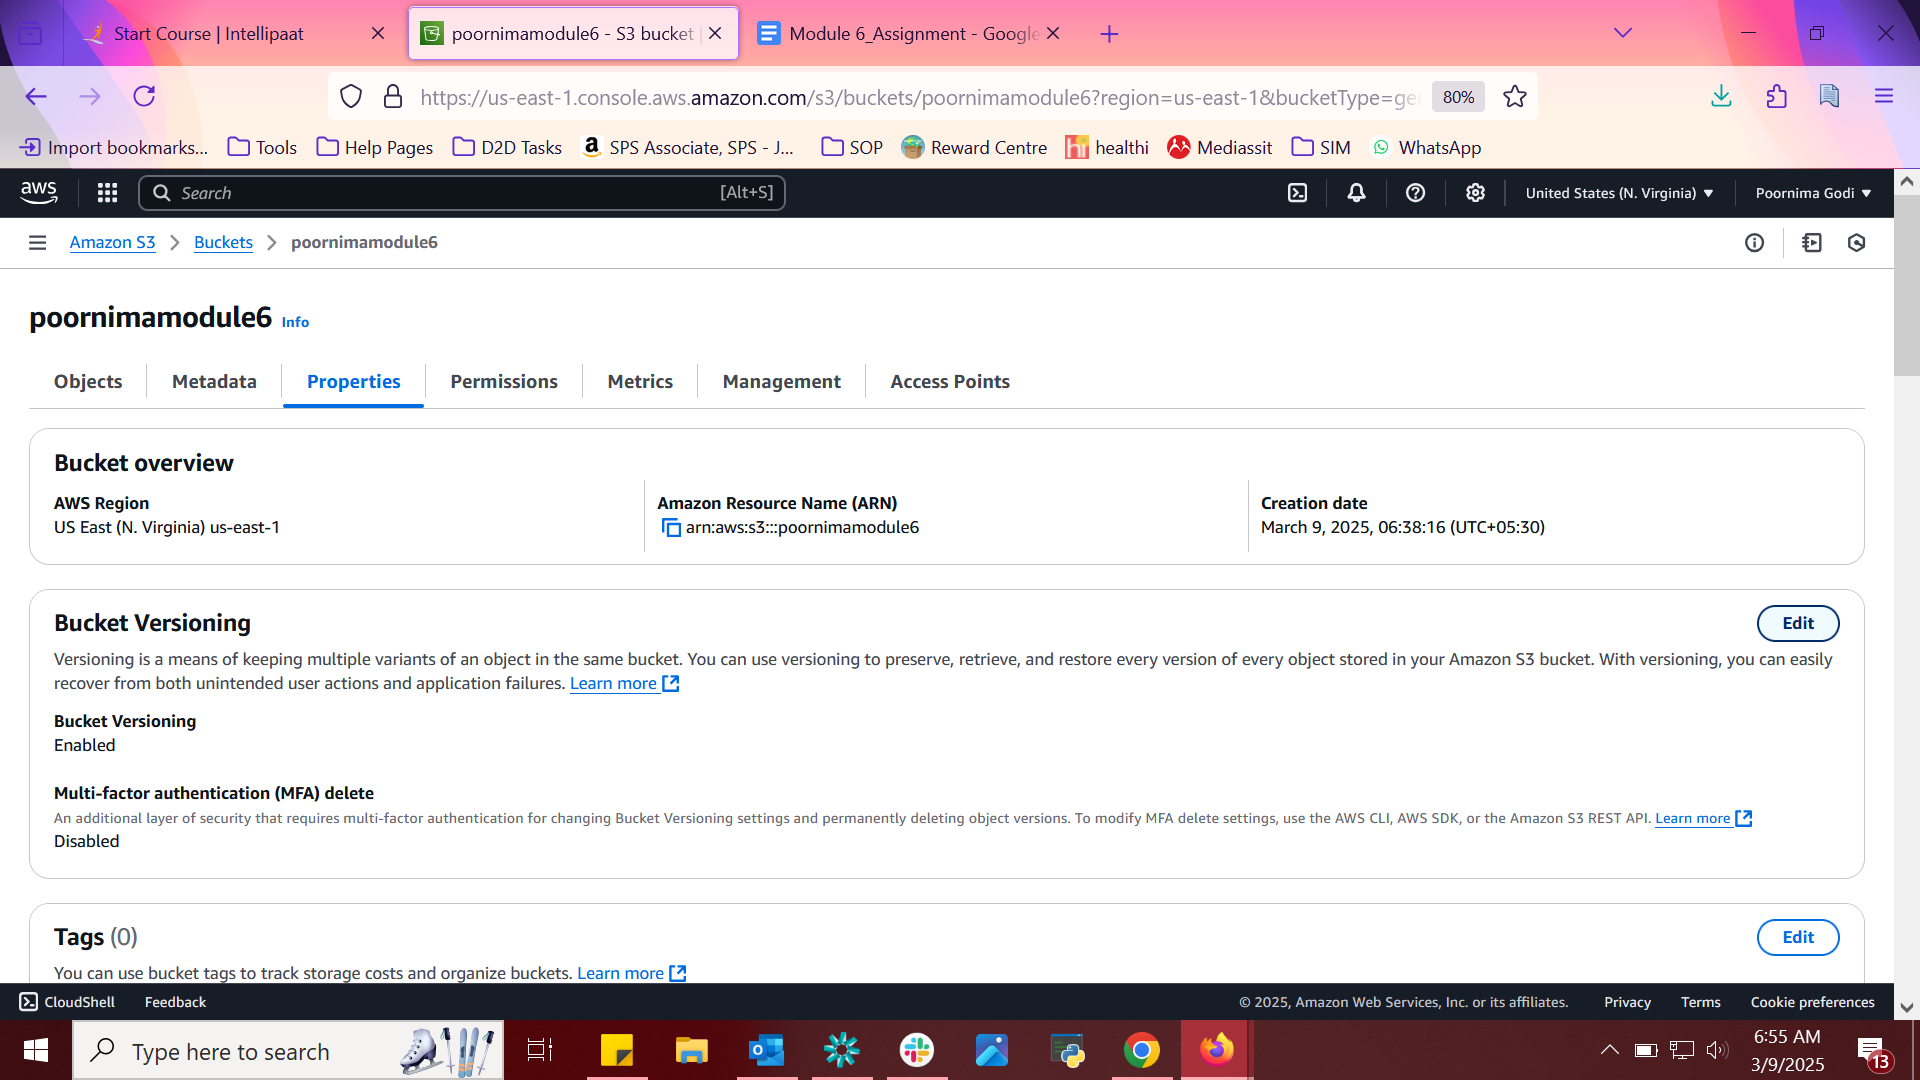 Start Course | Intellipaat
poornimamodule6 - S3 bucket |
Module 6_Assignment - Google
https://us-east-1.console.aws.amazon.com/s3/buckets/poornimamodule6?region=us-east-1&bucketType=ge
80%
Import bookmarks... Tools Help Pages D2D Tasks SPS Associate, SPS - J... SOP Reward Centre healthi Mediassit SIM WhatsApp
aws Search [Alt+S] United States (N. Virginia) Poornima Godi
Amazon S3 > Buckets > poornimamodule6
poornimamodule6 Info
Objects Metadata Properties Permissions Metrics Management Access Points
Bucket overview
AWS Region
US East (N. Virginia) us-east-1
Amazon Resource Name (ARN)
arn:aws:s3:::poornimamodule6
Creation date
March 9, 2025, 06:38:16 (UTC+05:30)
Bucket Versioning
Edit
Versioning is a means of keeping multiple variants of an object in the same bucket. You can use versioning to preserve, retrieve, and restore every version of every object stored in your Amazon S3 bucket. With versioning, you can easily
recover from both unintended user actions and application failures. Learn more
Bucket Versioning
Enabled
Multi-factor authentication (MFA) delete
An additional layer of security that requires multi-factor authentication for changing Bucket Versioning settings and permanently deleting object versions. To modify MFA delete settings, use the AWS CLI, AWS SDK, or the Amazon S3 REST API. Learn more
Disabled
Tags (0)
Edit
You can use bucket tags to track storage costs and organize buckets. Learn more
CloudShell Feedback © 2025, Amazon Web Services, Inc. or its affiliates. Privacy Terms Cookie preferences
Type here to search
6:55 AM
3/9/2025
13